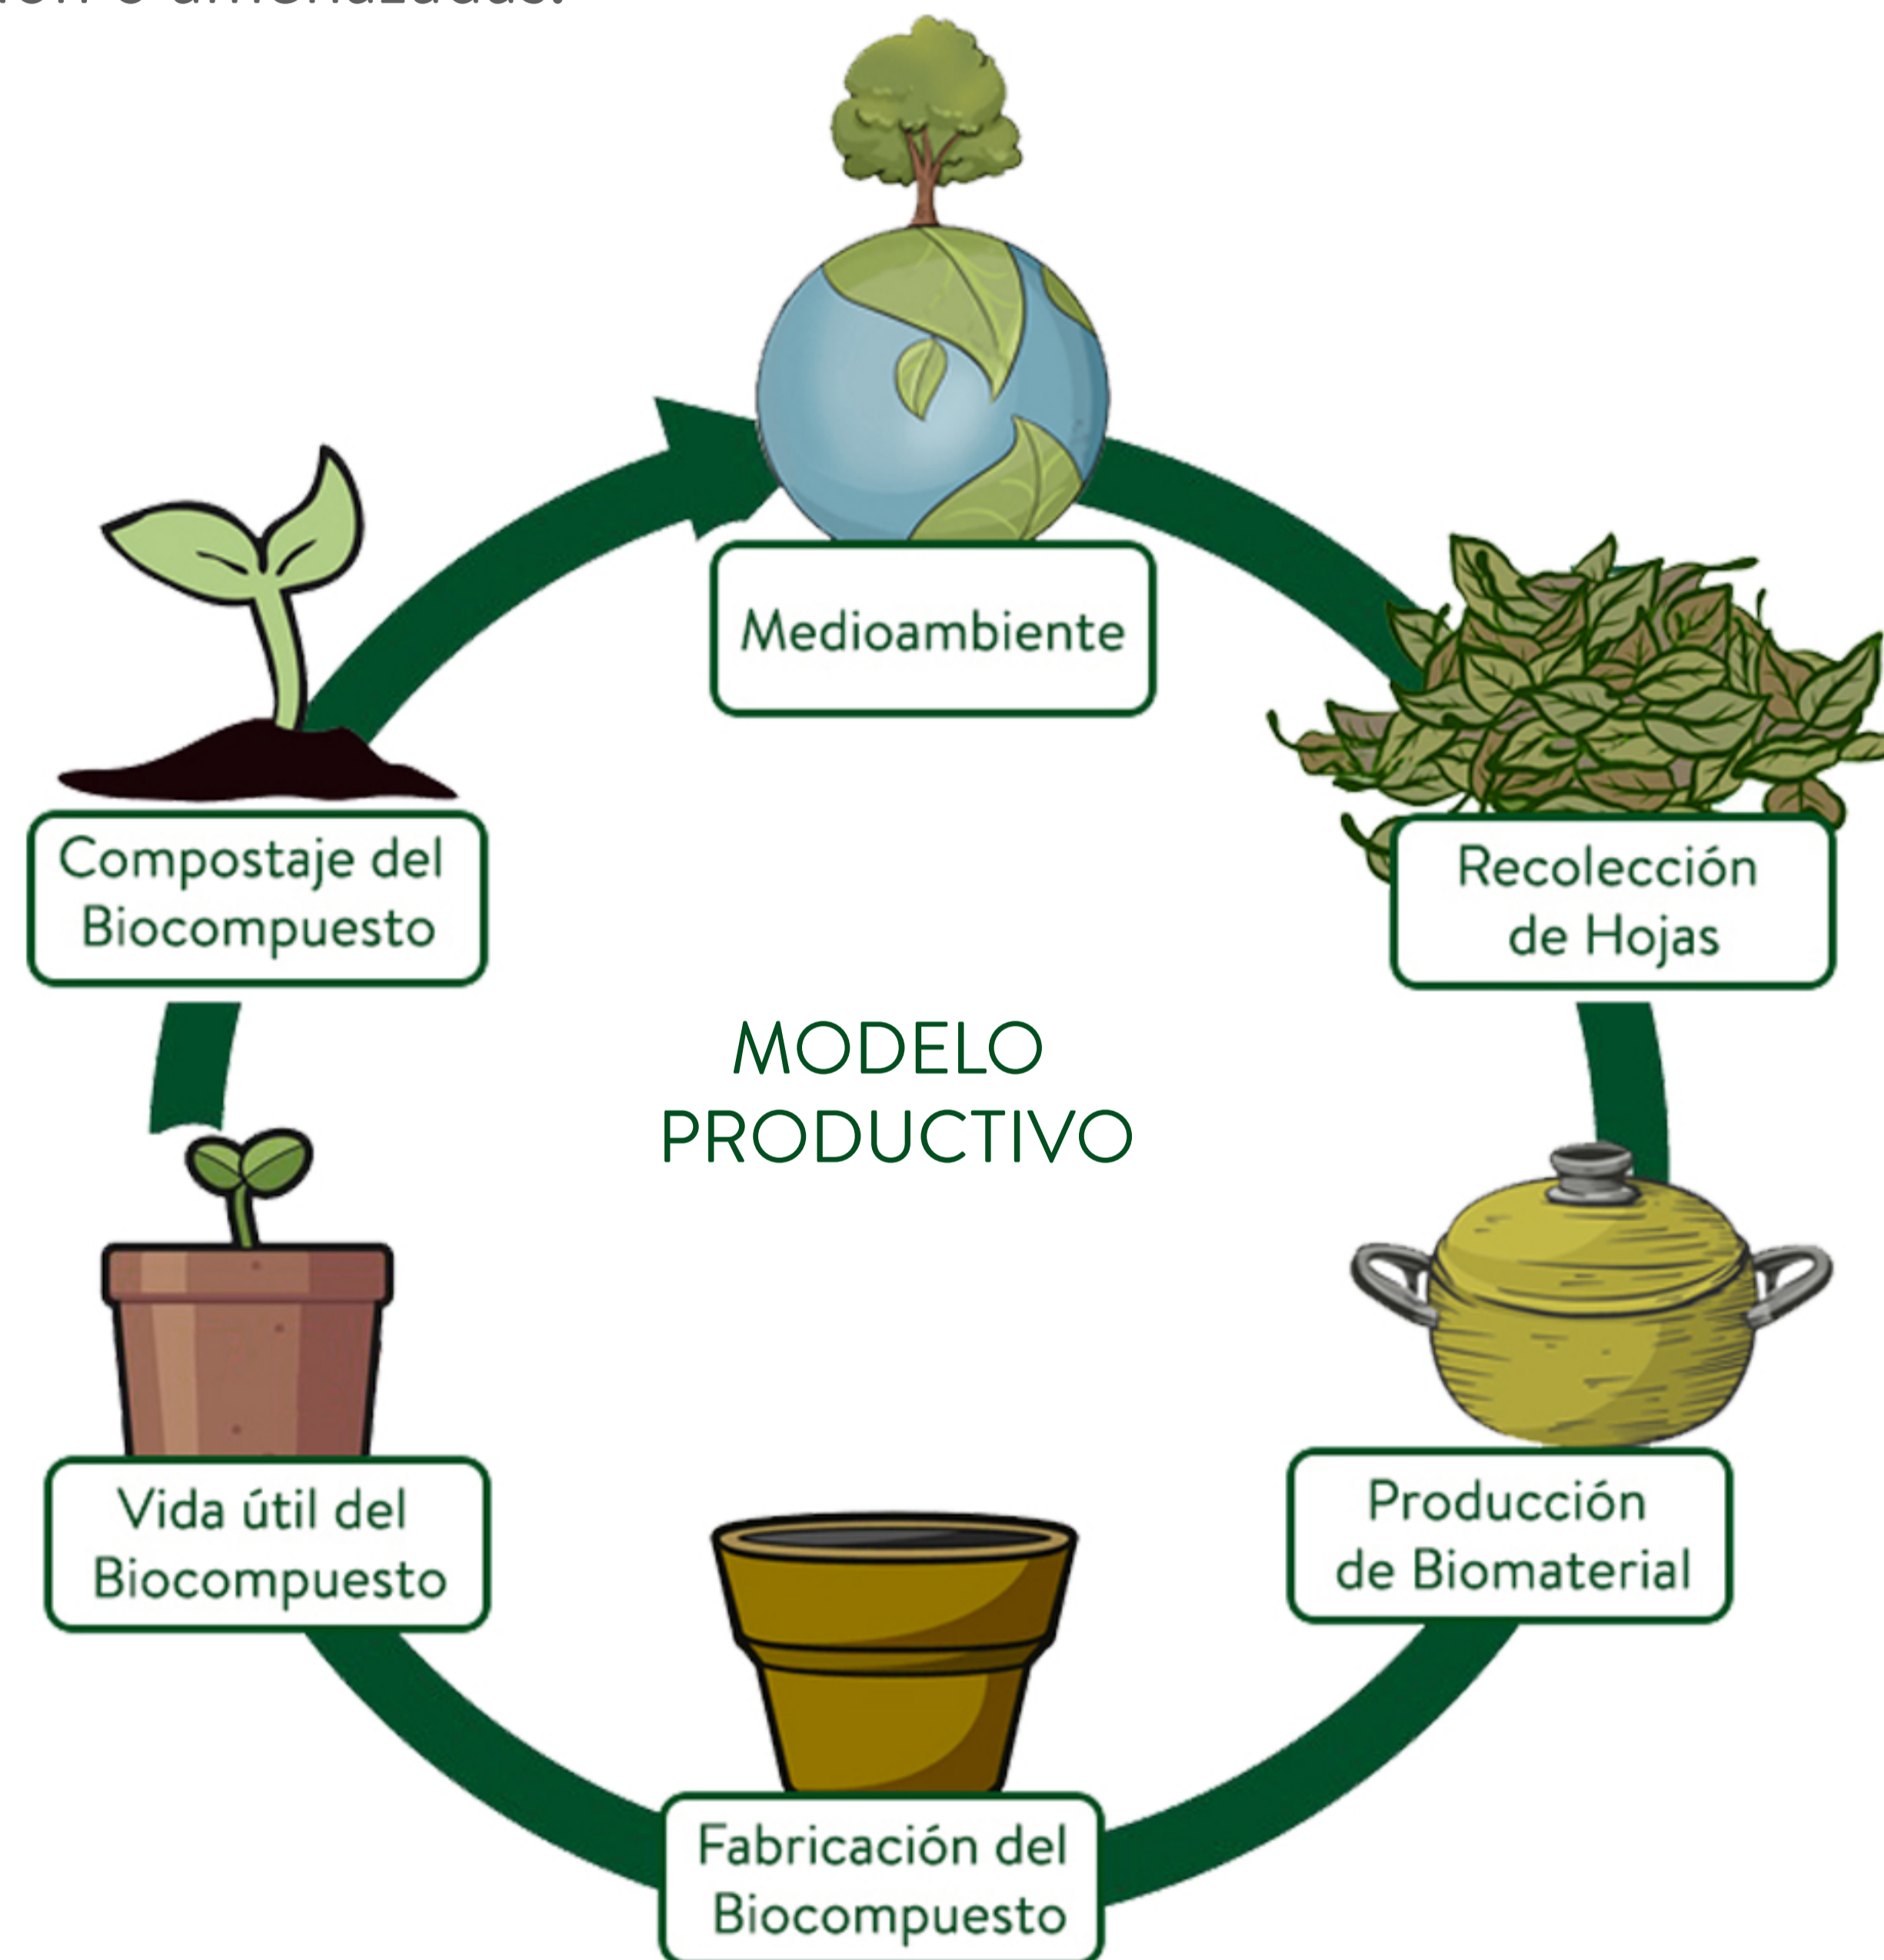 o amenazadas.
Medioambiente
Recolección
de Hojas
Producción
de Biomaterial
Fabricación del
Biocompuesto
Vida útil del
Biocompuesto
Compostaje del
Biocompuesto
MODELO
PRODUCTIVO